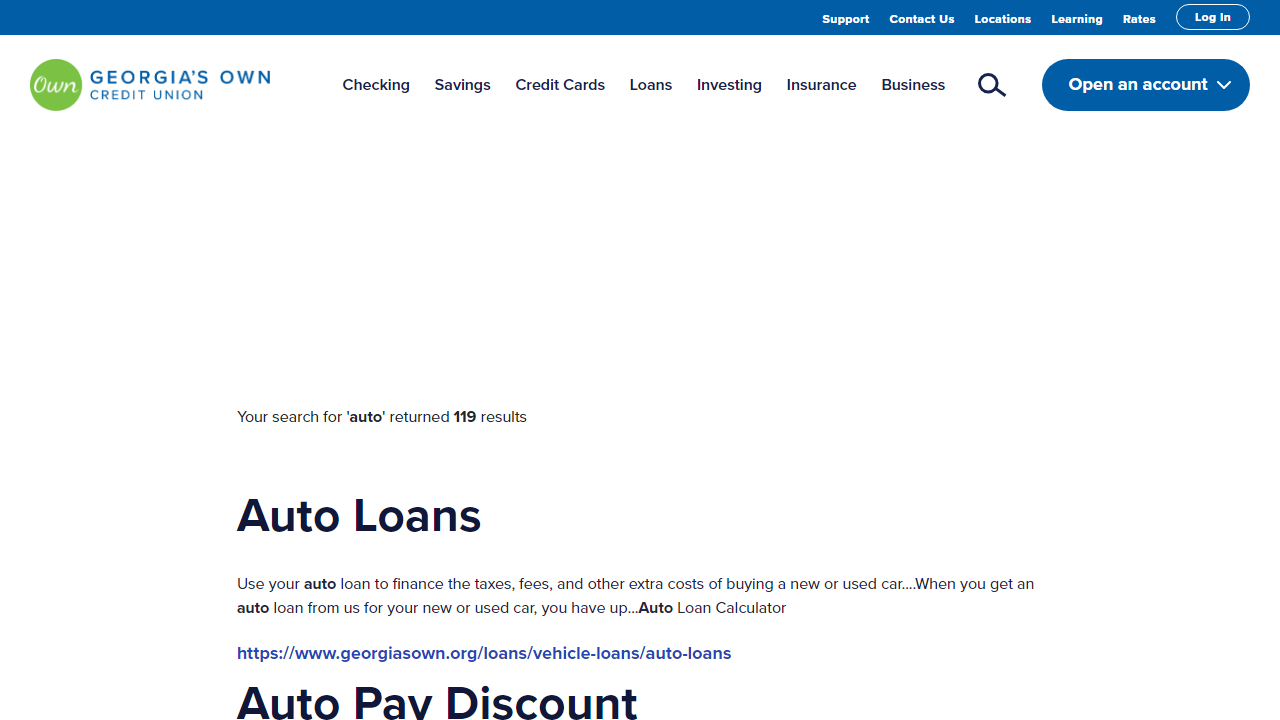 Support Contact Us Locations Learning Rates Log In
Own GEORGIA'S OWN
CREDIT UNION
Checking Savings Credit Cards Loans Investing Insurance Business Open an account
Your search for 'auto' returned 119 results
Auto Loans
Use your auto loan to finance the taxes, fees, and other extra costs of buying a new or used car....When you get an
auto loan from us for your new or used car, you have up...Auto Loan Calculator
https://www.georgiasown.org/loans/vehicle-loans/auto-loans
Auto Pay Discount